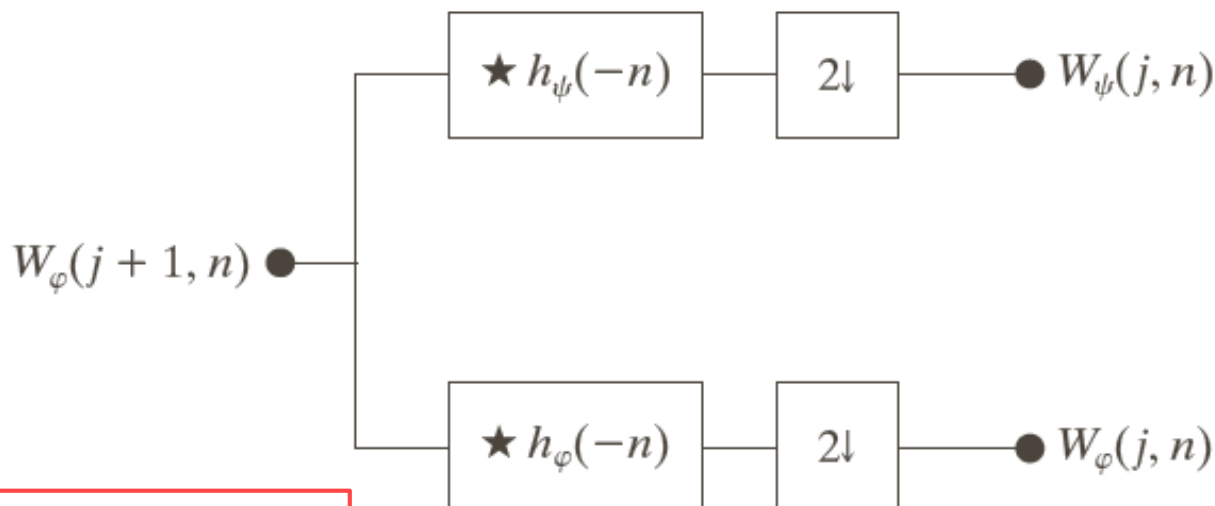 ★ h_ψ(−n) 2↓ W_ψ(j, n)
W_φ(j + 1, n)
★ h_φ(−n) 2↓ W_φ(j, n)